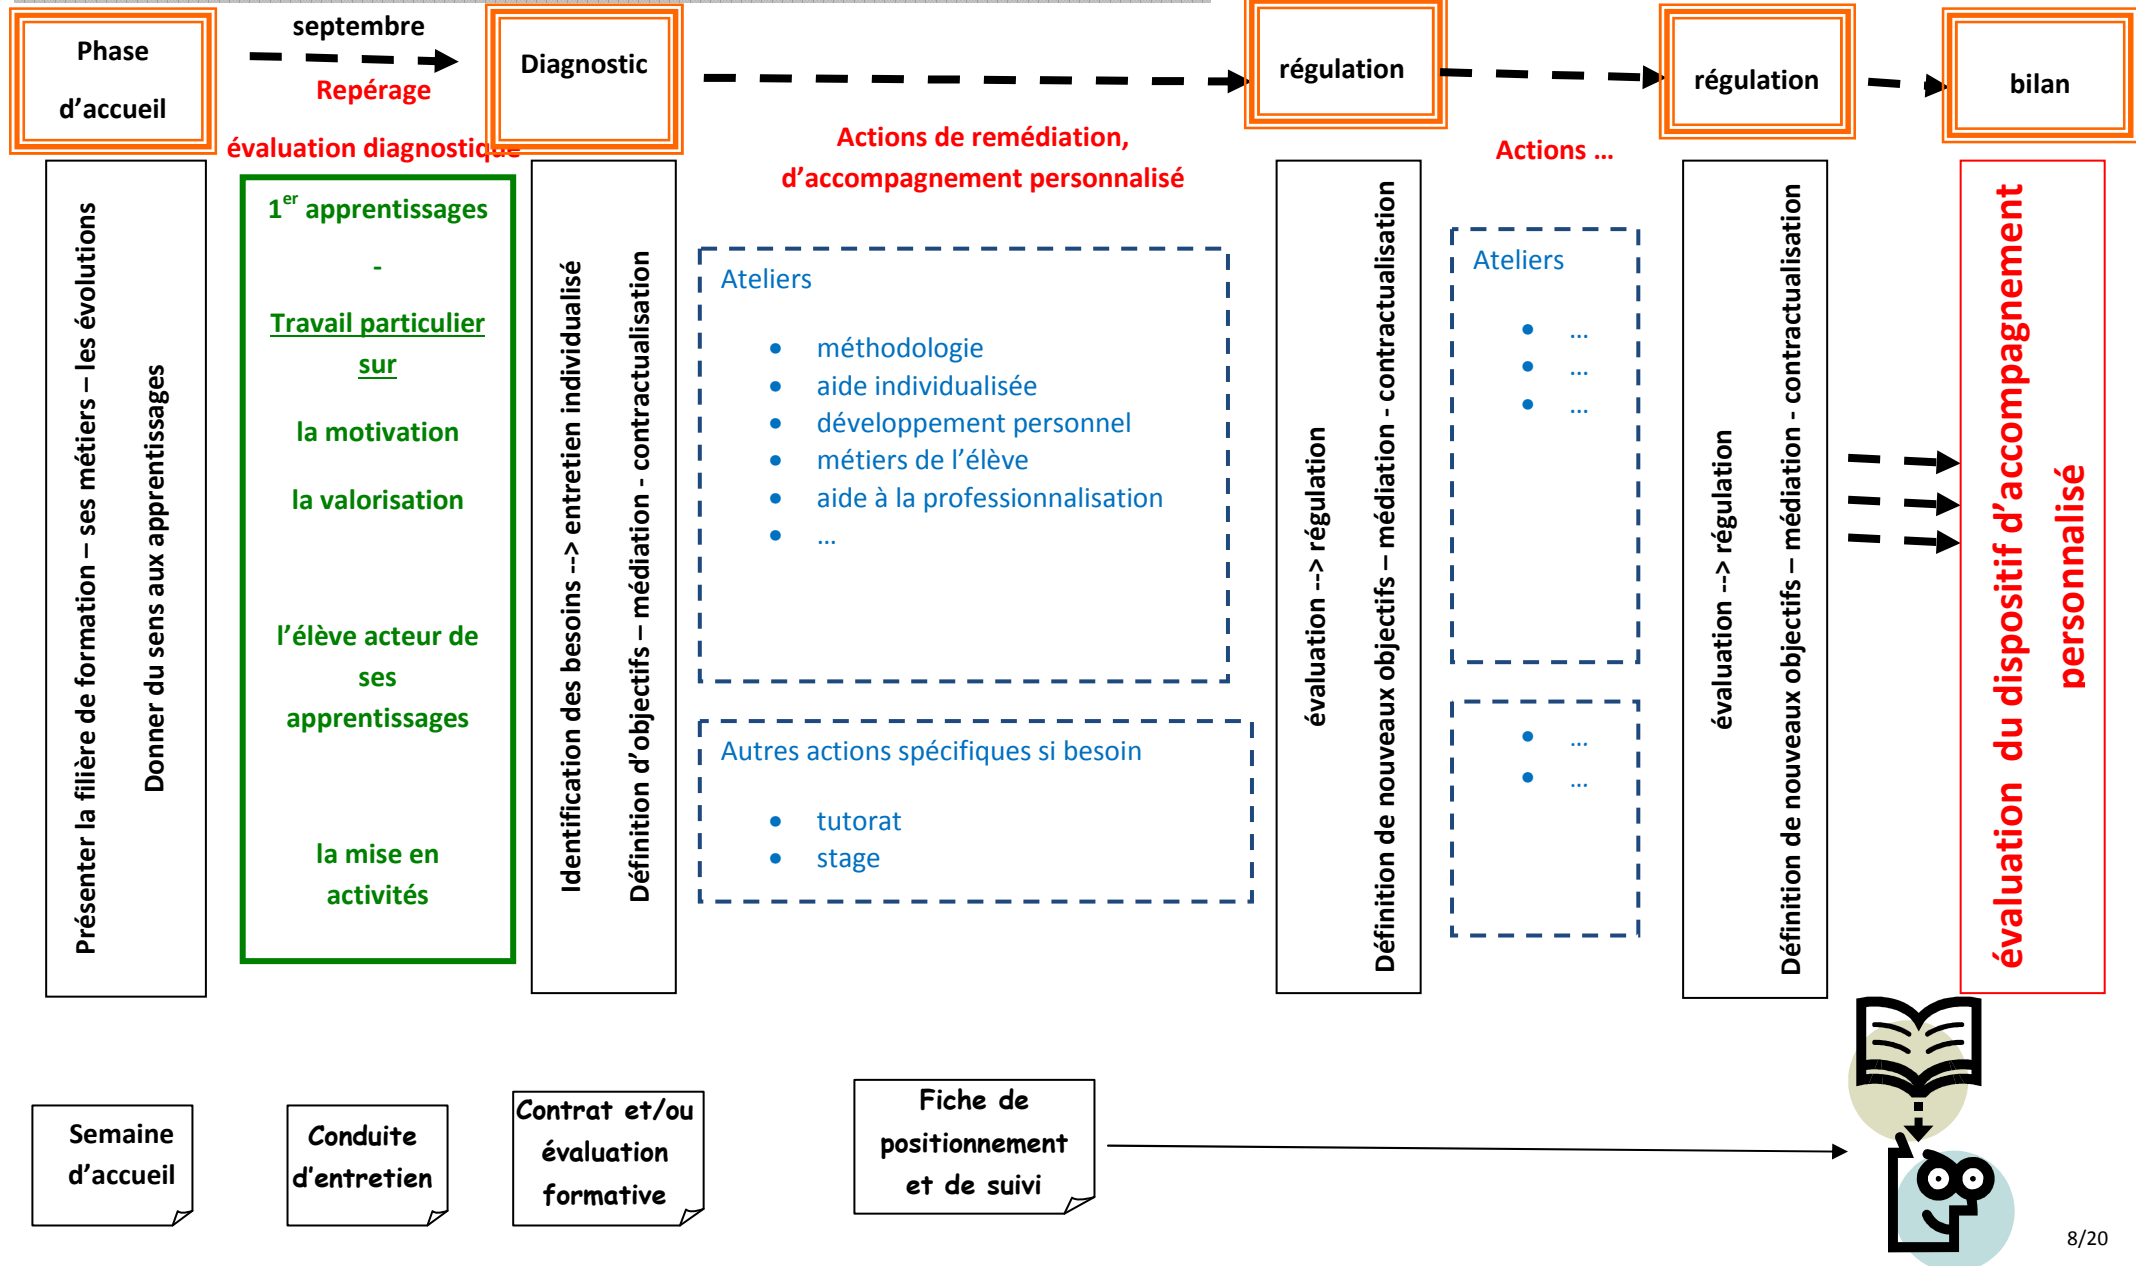 Phase
d’accueil
septembre
Repérage
évaluation diagnostique
Diagnostic
Actions de remédiation,
d’accompagnement personnalisé
régulation
Actions …
régulation
bilan
Présenter la filière de formation – ses métiers – les évolutions
Donner du sens aux apprentissages
1er apprentissages
-
Travail particulier
sur
la motivation
la valorisation
l’élève acteur de
ses
apprentissages
la mise en
activités
Identification des besoins --> entretien individualisé
Définition d’objectifs – médiation - contractualisation
Ateliers
• méthodologie
• aide individualisée
• développement personnel
• métiers de l’élève
• aide à la professionnalisation
• …
Autres actions spécifiques si besoin
• tutorat
• stage
évaluation --> régulation
Définition de nouveaux objectifs – médiation - contractualisation
Ateliers
• …
• …
• …
• …
• …
évaluation --> régulation
Définition de nouveaux objectifs – médiation - contractualisation
évaluation du dispositif d’accompagnement
personnalisé
Semaine
d’accueil
Conduite
d’entretien
Contrat et/ou
évaluation
formative
Fiche de
positionnement
et de suivi
8/20